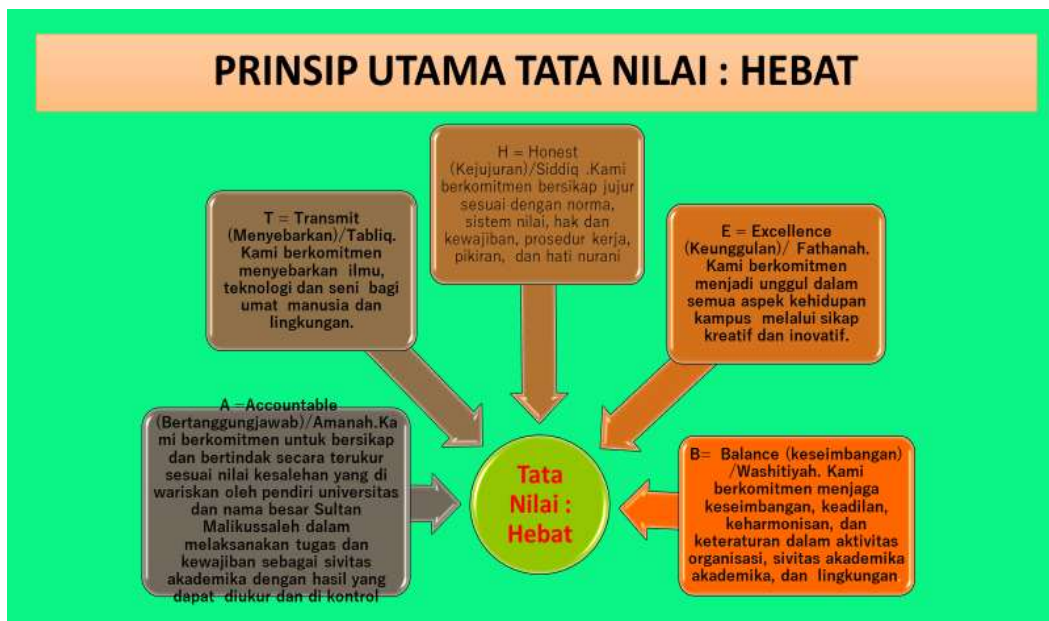 PRINSIP UTAMA TATA NILAI : HEBAT
H = Honest
(Kejujuran)/Siddiq .Kami
berkomitmen bersikap jujur
sesuai dengan norma,
sistem nilai, hak dan
kewajiban, prosedur kerja,
pikiran, dan hati nurani
E = Excellence
(Keunggulan)/ Fathanah.
Kami berkomitmen
menjadi unggul dalam
semua aspek kehidupan
kampus melalui sikap
kreatif dan inovatif.
B= Balance (keseimbangan)
/Washitiyah. Kami
berkomitmen menjaga
keseimbangan, keadilan,
keharmonisan, dan
keteraturan dalam aktivitas
organisasi, sivitas akademika
akademika, dan lingkungan.
A =Accountable
(Bertanggungjawab)/Amanah.Ka
mi berkomitmen untuk bersikap
dan bertindak secara terukur
sesuai nilai kesalehan yang di
wariskan oleh pendiri universitas
dan nama besar Sultan
Malikussaleh dalam
melaksanakan tugas dan
kewajiban sebagai sivitas
akademika dengan hasil yang
dapat diukur dan di kontrol
T = Transmit
(Menyebarkan)/Tabliq.
Kami berkomitmen
menyebarkan ilmu,
teknologi dan seni bagi
umat manusia dan
lingkungan.
Tata
Nilai :
Hebat